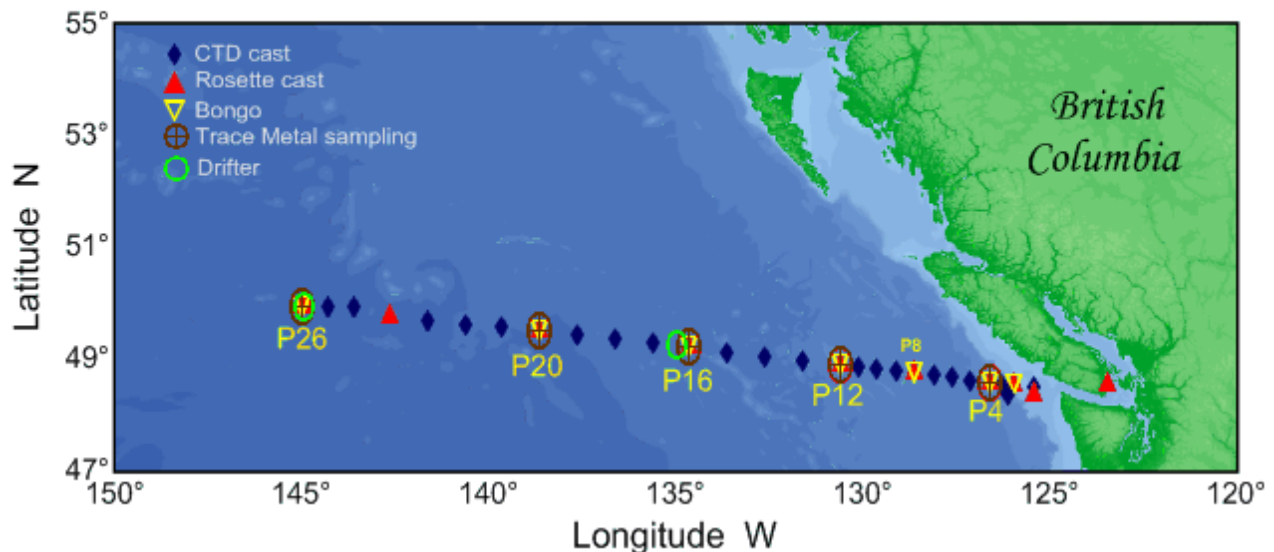 55°
53°
51°
49°
47°
Latitude N
CTD cast
Rosette cast
Bongo
Trace Metal sampling
Drifter
British
Columbia
P26
P20
P16
P12
P8
P4
150°
145°
140°
135°
130°
125°
120°
Longitude W